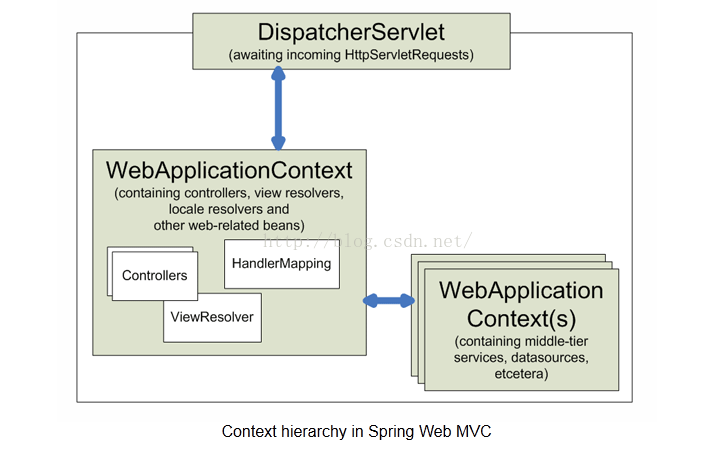 DispatcherServlet
(awaiting incoming HttpServletRequests)
WebApplicationContext
(containing controllers, view resolvers,
locale resolvers and
other web-related beans)
http://blog.csdn.net/
Controllers
HandlerMapping
ViewResolver
WebApplication
Context(s)
(containing middle-tier
services, datasources,
etcetera)
Context hierarchy in Spring Web MVC